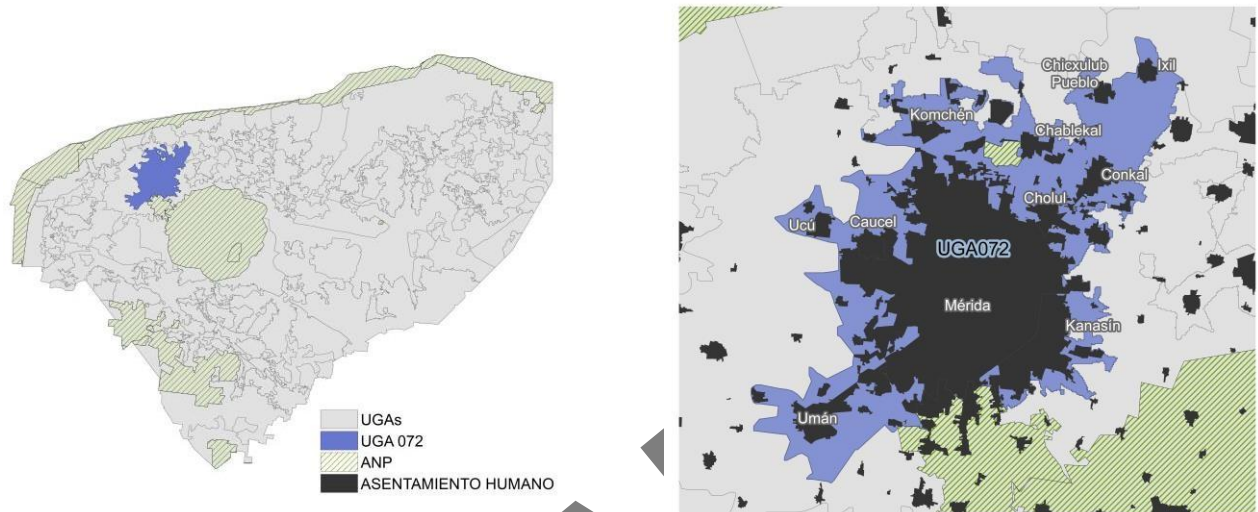 UGAs
UGA 072
ANP
ASENTAMIENTO HUMANO
Chicxulub
Pueblo
Ixil
Komchén
Chablekal
Conkal
Cholul
Ucú
Caucel
UGA072
Mérida
Kanasín
Umán